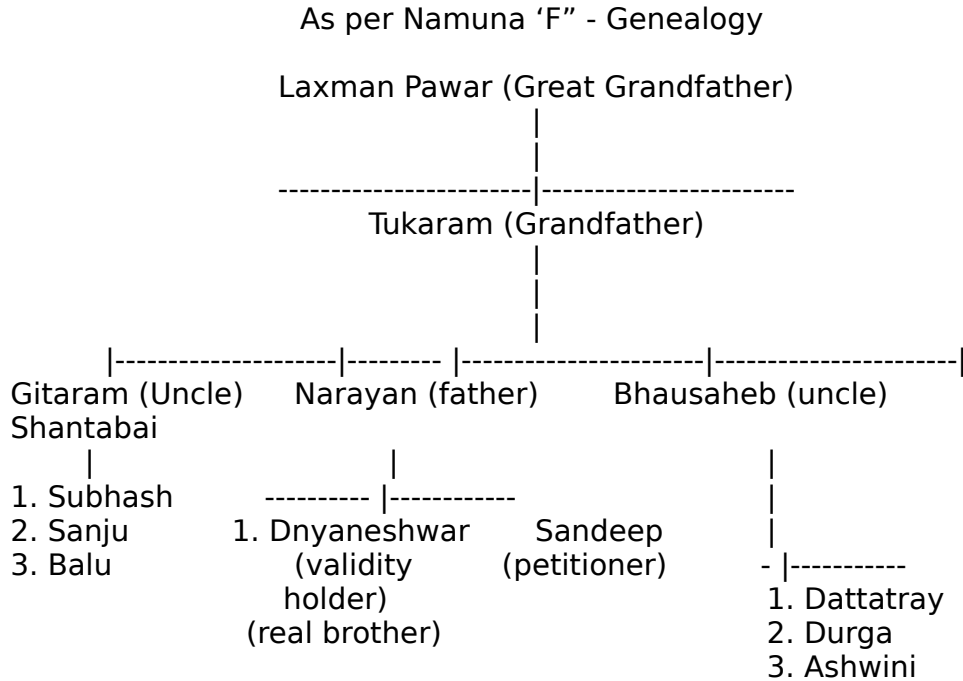 As per Namuna ‘F” - Genealogy
Laxman Pawar (Great Grandfather)
|
|
------------------------|------------------------
Tukaram (Grandfather)
|
|
|
|---------------------|--------- |-----------------------|-----------------------|
Gitaram (Uncle) Narayan (father) Bhausaheb (uncle)
Shantabai
| | |
1. Subhash ---------- |------------ |
2. Sanju 1. Dnyaneshwar Sandeep |
3. Balu (validity (petitioner) - |-----------
holder) 1. Dattatray
(real brother) 2. Durga
3. Ashwini